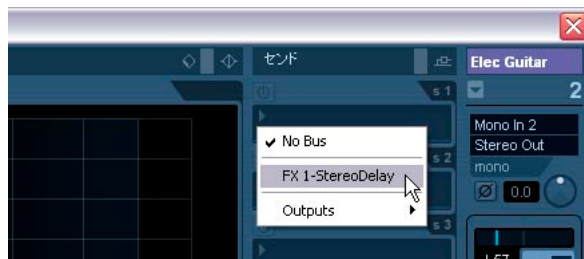 センド
Elec Guitar
s 1
2
Mono In 2
✓ No Bus
Stereo Out
s 2
mono
FX 1-StereoDelay
0.0
Outputs
s 3